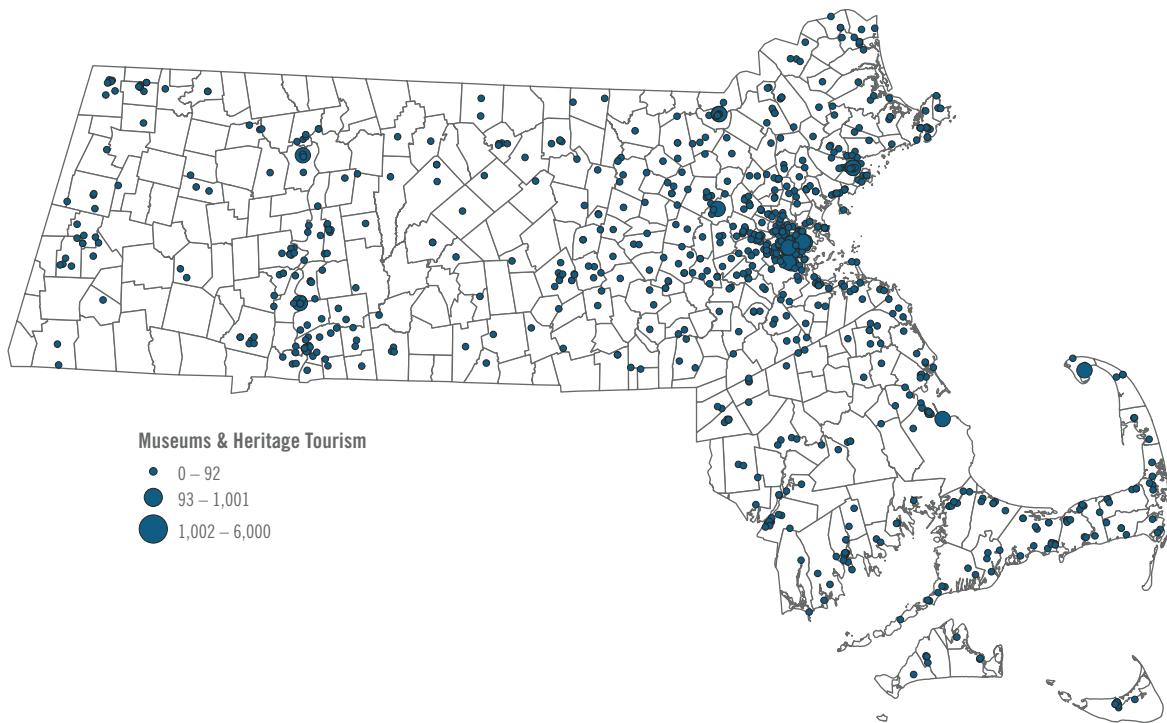 Museums & Heritage Tourism
0 – 92
93 – 1,001
1,002 – 6,000